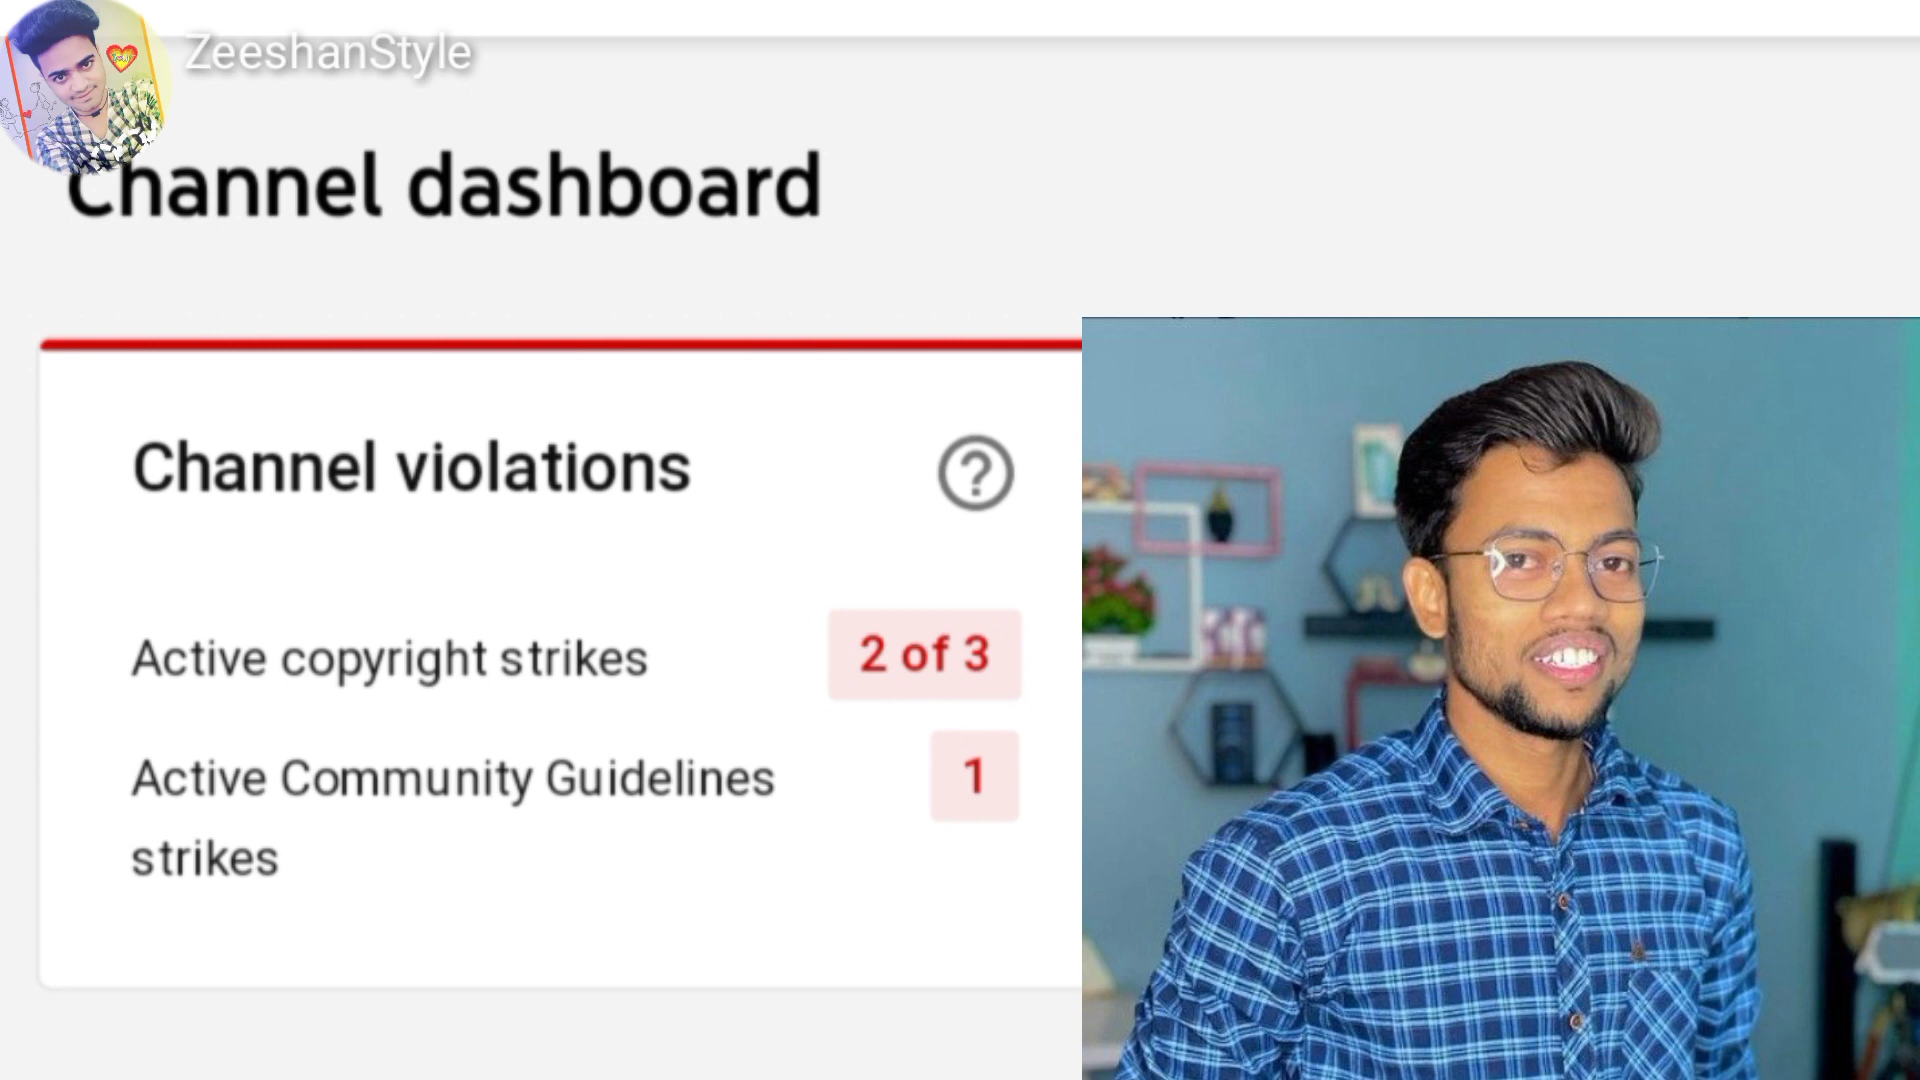 ZeeshanStyle
Channel dashboard
Channel violations
?
Active copyright strikes 2 of 3
Active Community Guidelines 1
strikes